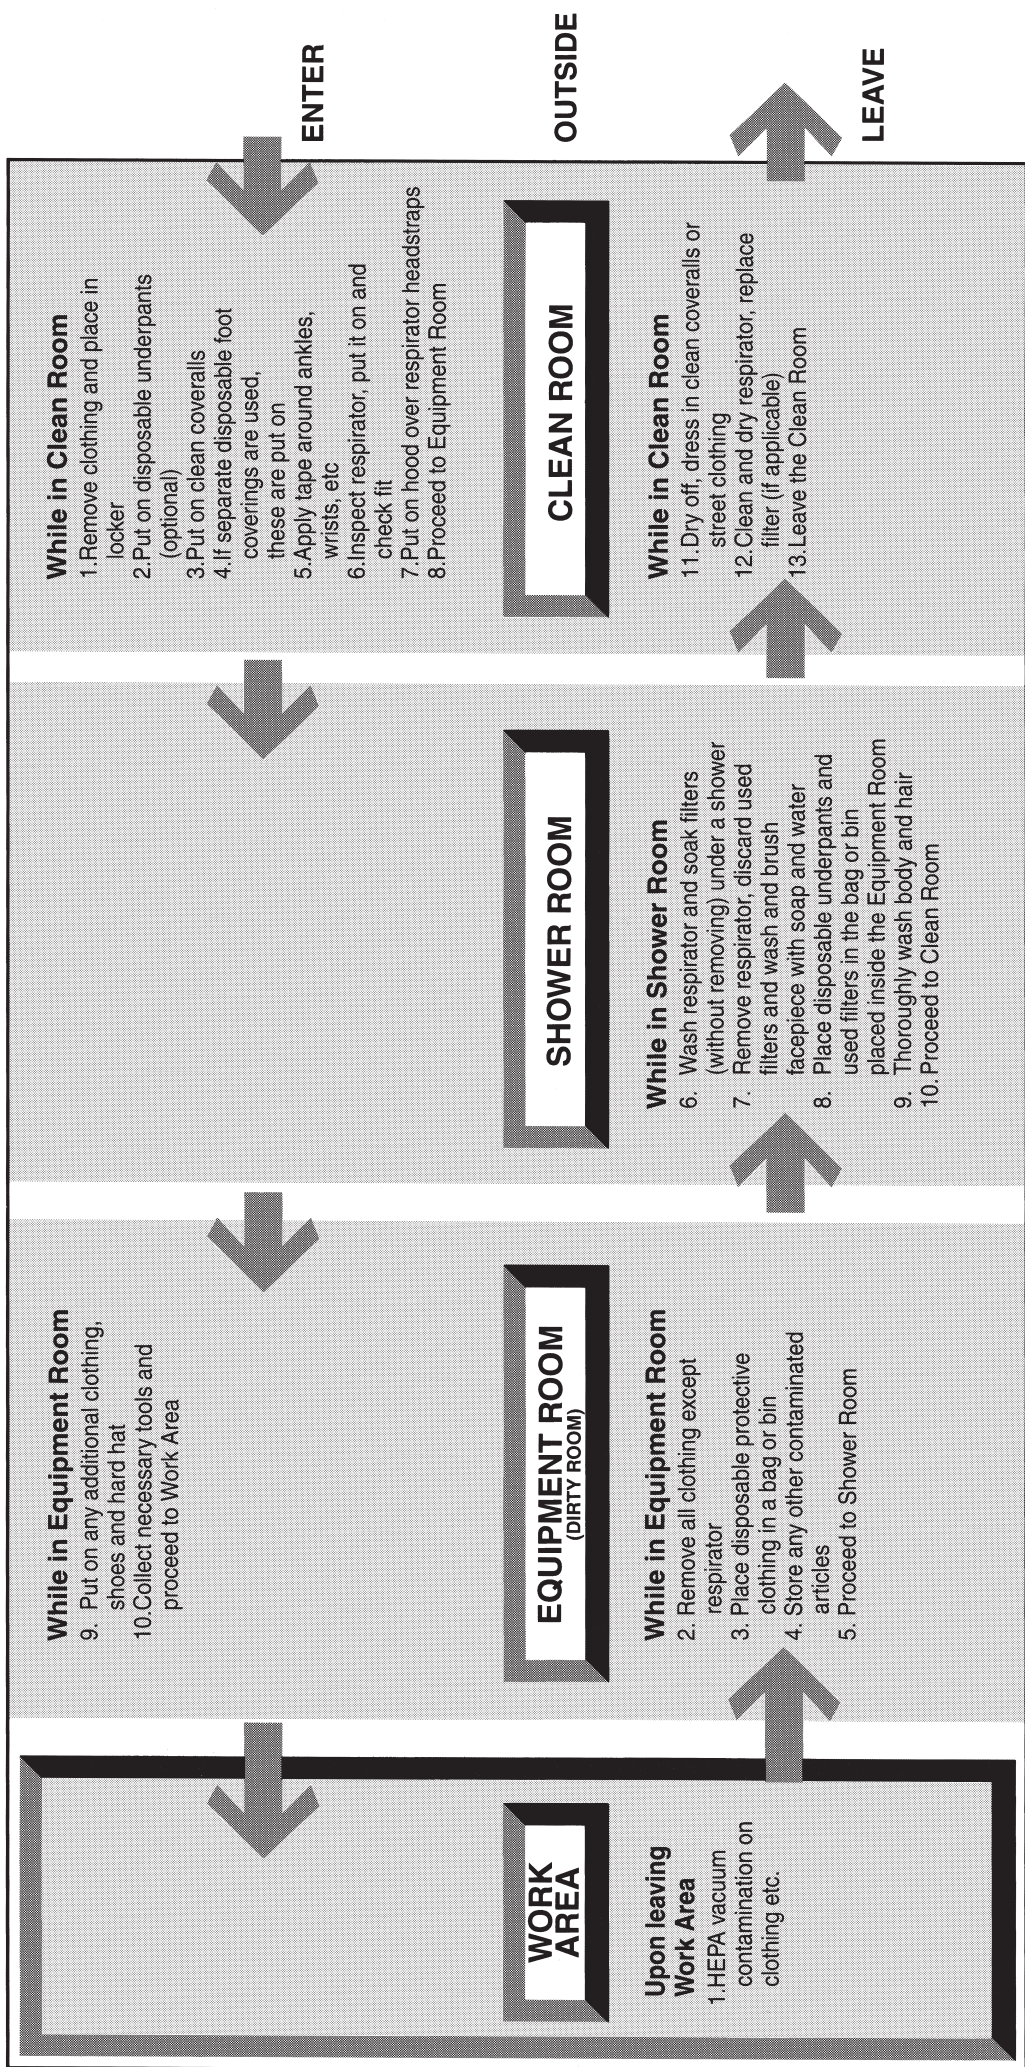 While in Equipment Room
9. Put on any additional clothing,
shoes and hard hat
10.Collect necessary tools and
proceed to Work Area
While in Clean Room
1.Remove clothing and place in
locker
2.Put on disposable underpants
(optional)
3.Put on clean coveralls
4.If separate disposable foot
coverings are used,
these are put on
5.Apply tape around ankles,
wrists, etc
6.Inspect respirator, put it on and
check fit
7.Put on hood over respirator headstraps
8.Proceed to Equipment Room
ENTER
WORK
AREA
EQUIPMENT ROOM
(DIRTY ROOM)
SHOWER ROOM
CLEAN ROOM
OUTSIDE
Upon leaving
Work Area
1.HEPA vacuum
contamination on
clothing etc.
While in Equipment Room
2. Remove all clothing except
respirator
3. Place disposable protective
clothing in a bag or bin
4. Store any other contaminated
articles
5. Proceed to Shower Room
While in Shower Room
6. Wash respirator and soak filters
(without removing) under a shower
7. Remove respirator, discard used
filters and wash and brush
facepiece with soap and water
8. Place disposable underpants and
used filters in the bag or bin
placed inside the Equipment Room
9. Thoroughly wash body and hair
10. Proceed to Clean Room
While in Clean Room
11.Dry off, dress in clean coveralls or
street clothing
12.Clean and dry respirator, replace
filter (if applicable)
13.Leave the Clean Room
LEAVE